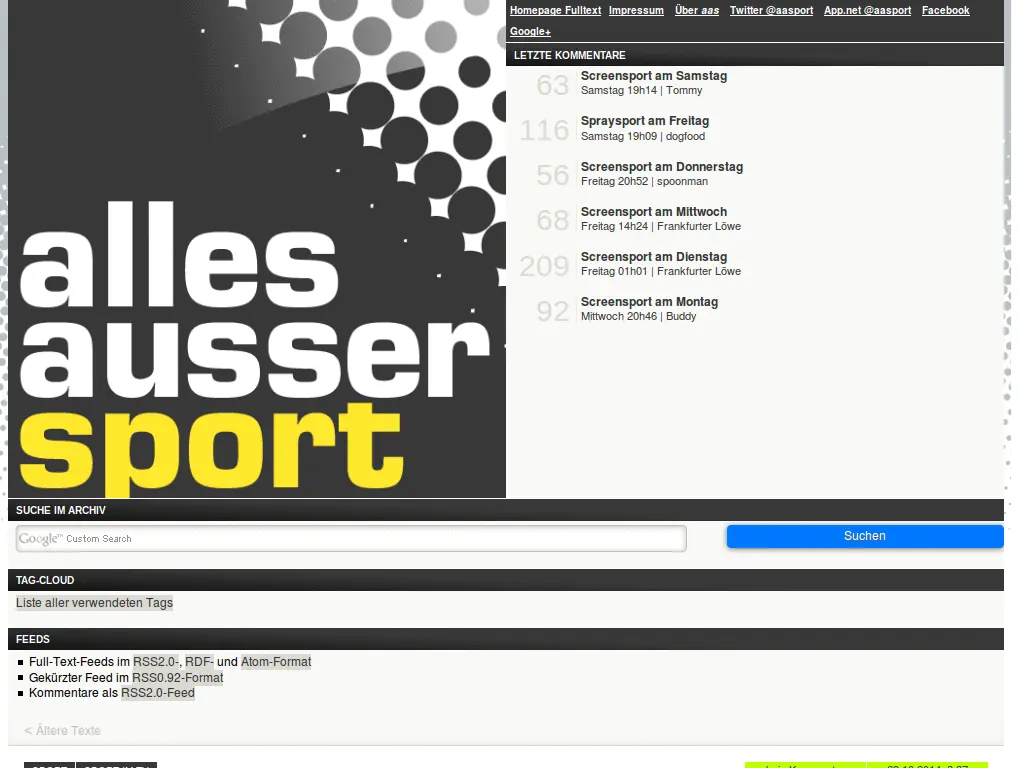 Homepage Fulltext Impressum Über aas Twitter @aasport App.net @aasport Facebook
Google+
LETZTE KOMMENTARE
63 Screensport am Samstag
Samstag 19h14 | Tommy
116 Spraysport am Freitag
Samstag 19h09 | dogfood
56 Screensport am Donnerstag
Freitag 20h52 | spoonman
68 Screensport am Mittwoch
Freitag 14h24 | Frankfurter Löwe
209 Screensport am Dienstag
Freitag 01h01 | Frankfurter Löwe
92 Screensport am Montag
Mittwoch 20h46 | Buddy
alles
ausser
sport
SUCHE IM ARCHIV
Google™ Custom Search
Suchen
TAG-CLOUD
Liste aller verwendeten Tags
FEEDS
Full-Text-Feeds im RSS2.0-, RDF- und Atom-Format
Gekürzter Feed im RSS0.92-Format
Kommentare als RSS2.0-Feed
< Ältere Texte